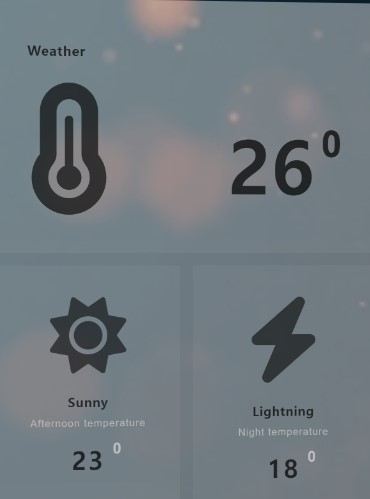 Weather
26⁰
Sunny
Afternoon temperature
23⁰
Lightning
Night temperature
18⁰